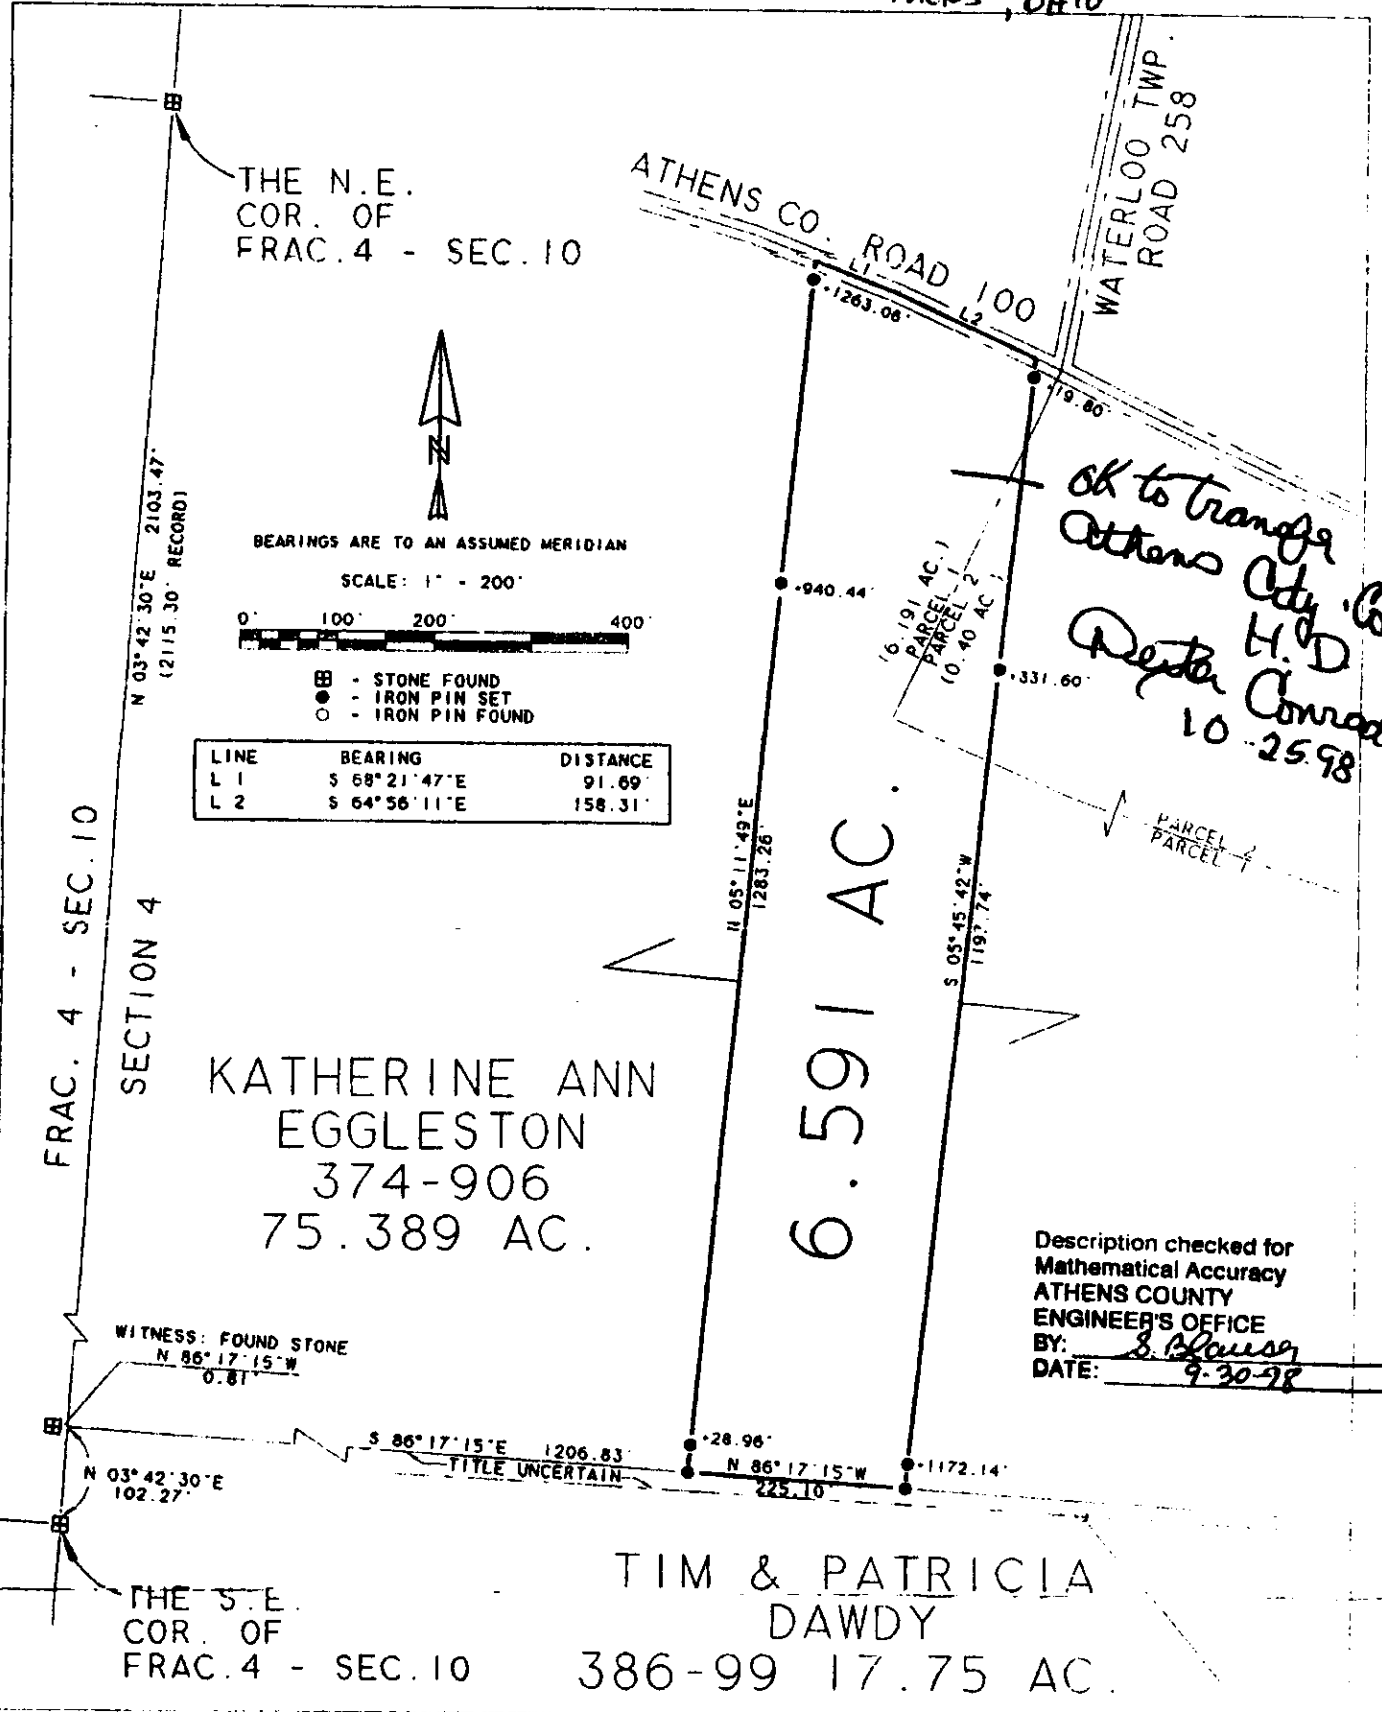 OHIO
THE N.E.
COR. OF
FRAC.4 - SEC.10
ATHENS CO. ROAD 100
WATERLOO TWP.
ROAD 258
L1
L2
+1263.06'
+19.80'
N 03°42'30"E 2103.47'
(2115.30' RECORD)
N
BEARINGS ARE TO AN ASSUMED MERIDIAN
SCALE: 1" - 200'
0' 100' 200' 400'
- STONE FOUND
- IRON PIN SET
- IRON PIN FOUND
LINE BEARING DISTANCE
L 1 S 68°21'47"E 91.69'
L 2 S 64°56'11"E 158.31'
+940.44'
(6.191 AC.)
PARCEL 1
PARCEL 2
(0.40 AC.)
+331.60'
OK to transfer
Athens Cty. Co
H.D
Conrad
10-25-98
PARCEL 2
PARCEL 1
N 05°11'49"E
1283.26'
S 05°45'42"W
1197.74'
6.591 AC.
FRAC. 4 - SEC.10
SECTION 4
KATHERINE ANN
EGGLESTON
374-906
75.389 AC.
Description checked for
Mathematical Accuracy
ATHENS COUNTY
ENGINEER'S OFFICE
BY: S. Blauser
DATE: 9-30-98
WITNESS: FOUND STONE
N 86°17'15"W
0.81'
S 86°17'15"E 1206.83'
TITLE UNCERTAIN
+28.96'
N 86°17'15"W
225.10'
+1172.14'
N 03°42'30"E
102.27'
THE S.E.
COR. OF
FRAC.4 - SEC.10
TIM & PATRICIA
DAWDY
386-99 17.75 AC.